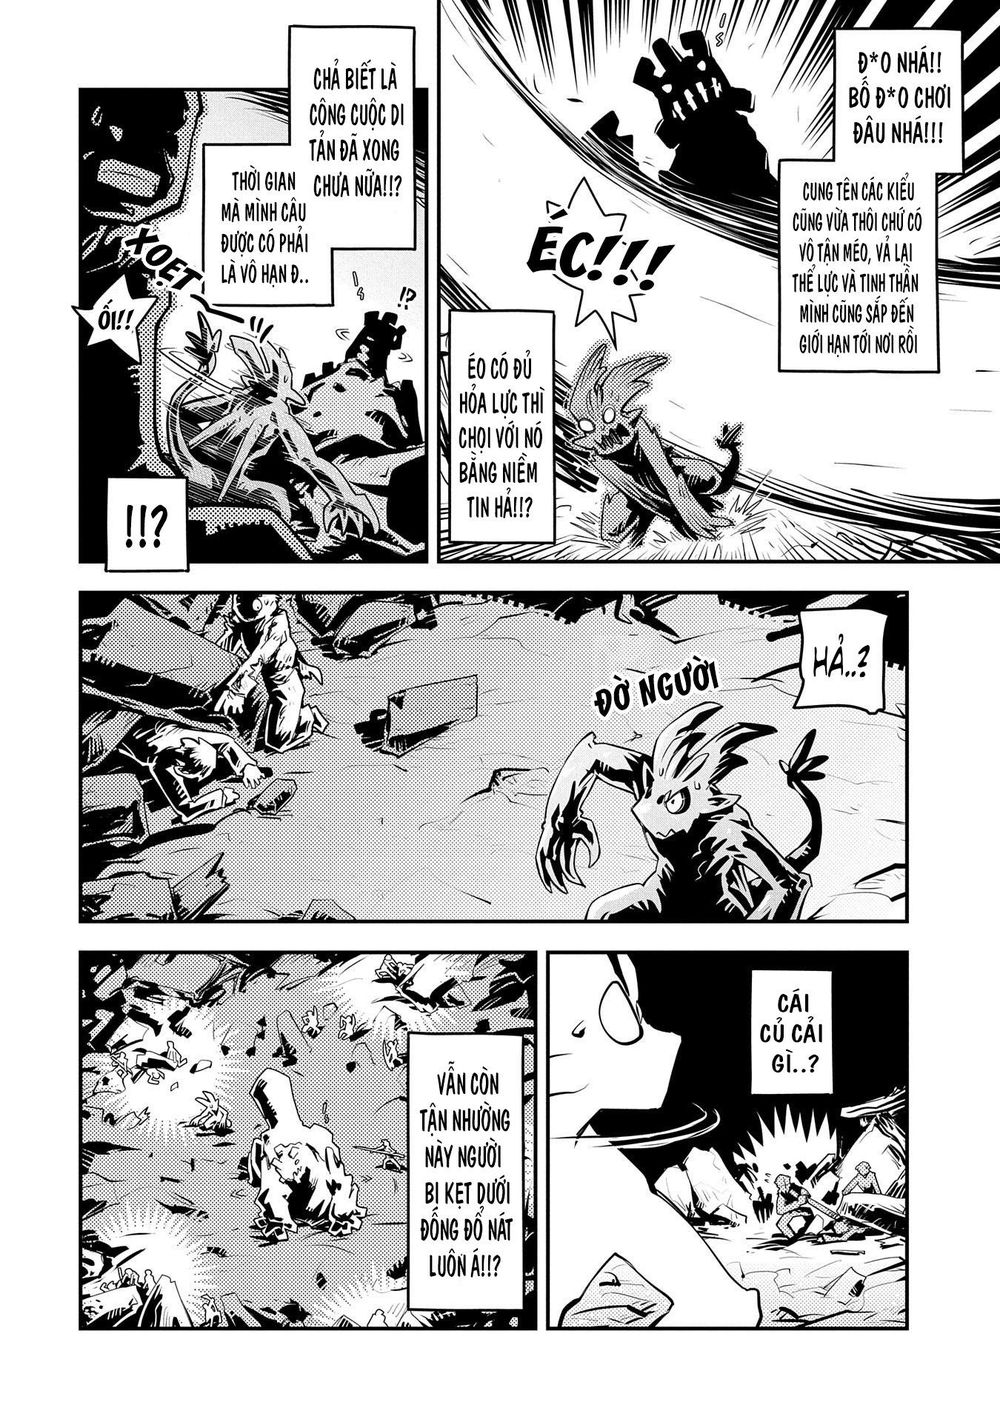 Đ*O NHÁ!!
BỐ Đ*O CHƠI
ĐÂU NHÁ!!!
CUNG TÊN CÁC KIỂU
CŨNG VỪA THÔI CHỨ CÓ
VÔ TẬN MÉO, VẢ LẠI
THỂ LỰC VÀ TINH THẦN
MÌNH CŨNG SẮP ĐẾN
GIỚI HẠN TỚI NƠI RỒI
ÉC!!!
ÉO CÓ ĐỦ
HỎA LỰC THÌ
CHỌI VỚI NÓ
BẰNG NIỀM
TIN HẢ!!?
CHẢ BIẾT LÀ
CÔNG CUỘC DI
TẢN ĐÃ XONG
CHƯA NỮA!!?
THỜI GIAN
MÀ MÌNH CÂU
ĐƯỢC CÓ PHẢI
LÀ VÔ HẠN Đ..
!?
XOẸT
ỐI!!
!!?
HẢ..?
ĐỜ NGƯỜI
CÁI
CỦ CẢI
GÌ..?
VẪN CÒN
TẬN NHƯỜNG
NÀY NGƯỜI
BỊ KẸT DƯỚI
ĐỐNG ĐỔ NÁT
LUÔN Á!!?